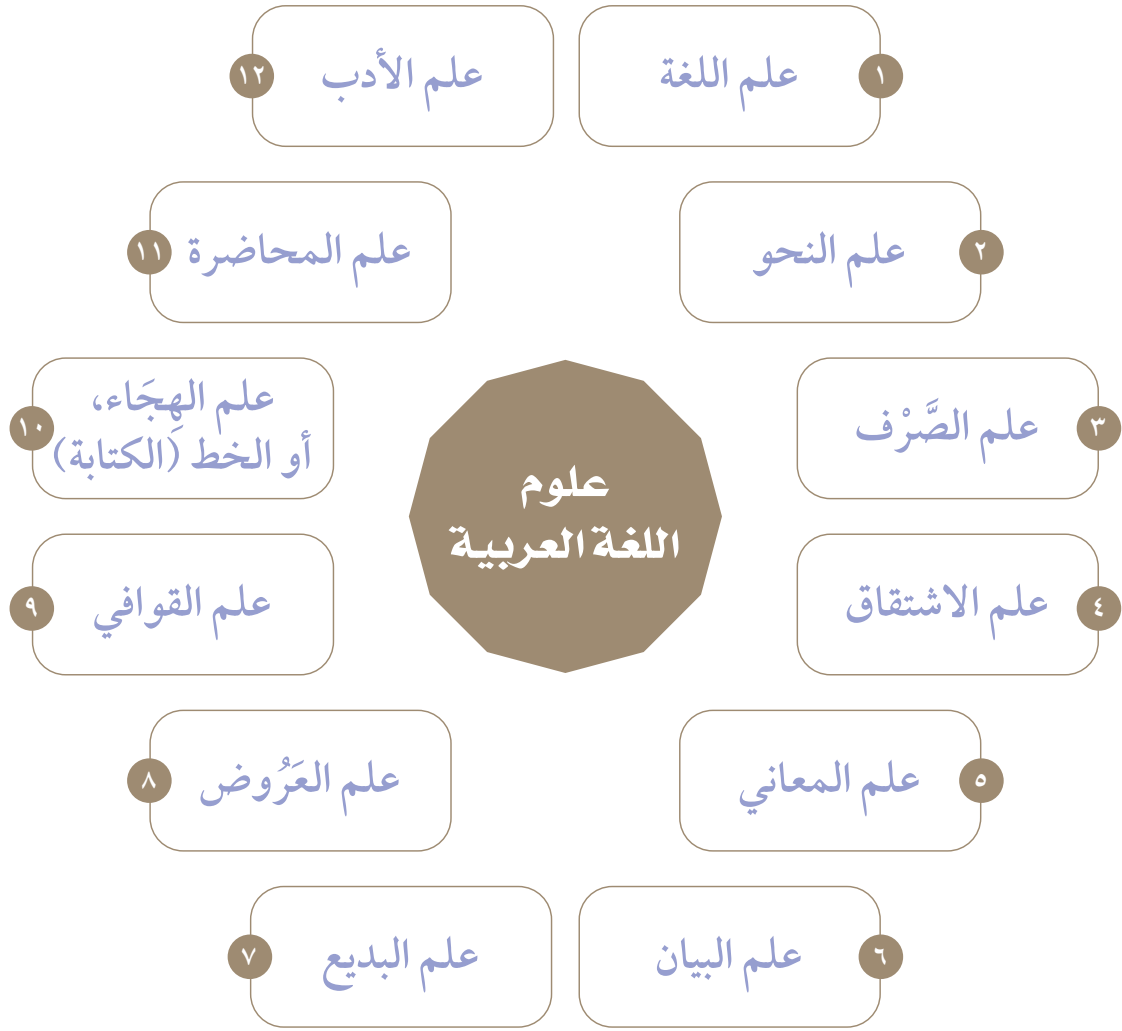 علوم
اللغة العربية
١
علم اللغة
٢
علم النحو
٣
علم الصَّرْف
٤
علم الاشتقاق
٥
علم المعاني
٦
علم البيان
٧
علم البديع
٨
علم العَرُوض
٩
علم القوافي
١٠
علم الهِجَاء،
أو الخط (الكتابة)
١١
علم المحاضرة
١٢
علم الأدب